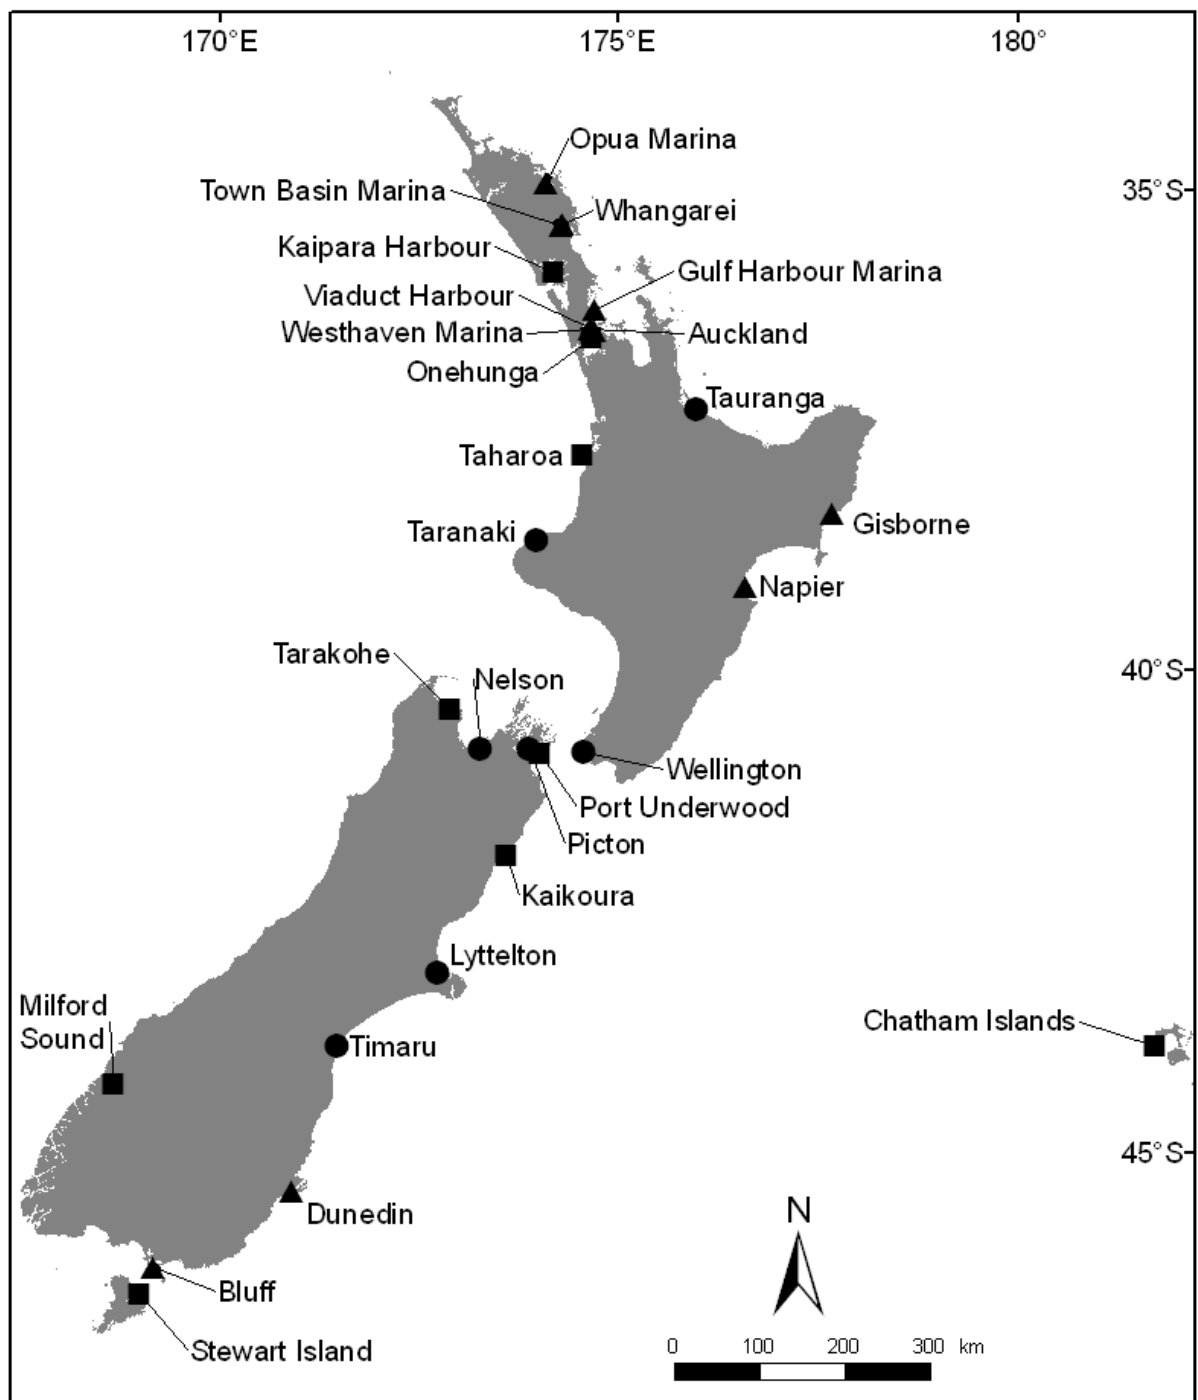 170°E 175°E 180°
Opua Marina
35°S
Town Basin Marina
Whangarei
Kaipara Harbour
Gulf Harbour Marina
Viaduct Harbour
Westhaven Marina
Auckland
Onehunga
Tauranga
Taharoa
Gisborne
Taranaki
Napier
Tarakohe
40°S
Nelson
Wellington
Port Underwood
Picton
Kaikoura
Lyttelton
Milford
Sound
Chatham Islands
Timaru
45°S
Dunedin
N
Bluff
Stewart Island
0 100 200 300 km